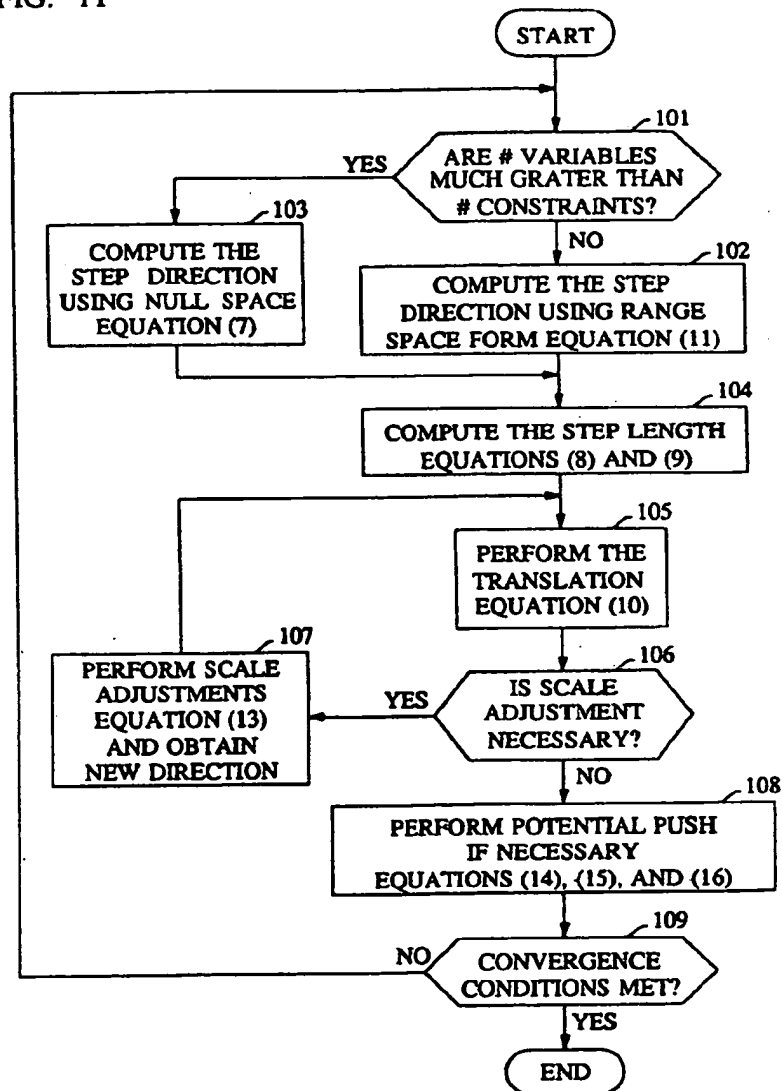 FIG. 11
START
101
ARE # VARIABLES
MUCH GRATER THAN
# CONSTRAINTS?
YES
NO
103
COMPUTE THE
STEP DIRECTION
USING NULL SPACE
EQUATION (7)
102
COMPUTE THE STEP
DIRECTION USING RANGE
SPACE FORM EQUATION (11)
104
COMPUTE THE STEP LENGTH
EQUATIONS (8) AND (9)
105
PERFORM THE
TRANSLATION
EQUATION (10)
107
PERFORM SCALE
ADJUSTMENTS
EQUATION (13)
AND OBTAIN
NEW DIRECTION
106
IS SCALE
ADJUSTMENT
NECESSARY?
YES
NO
108
PERFORM POTENTIAL PUSH
IF NECESSARY
EQUATIONS (14), (15), AND (16)
109
CONVERGENCE
CONDITIONS MET?
NO
YES
END